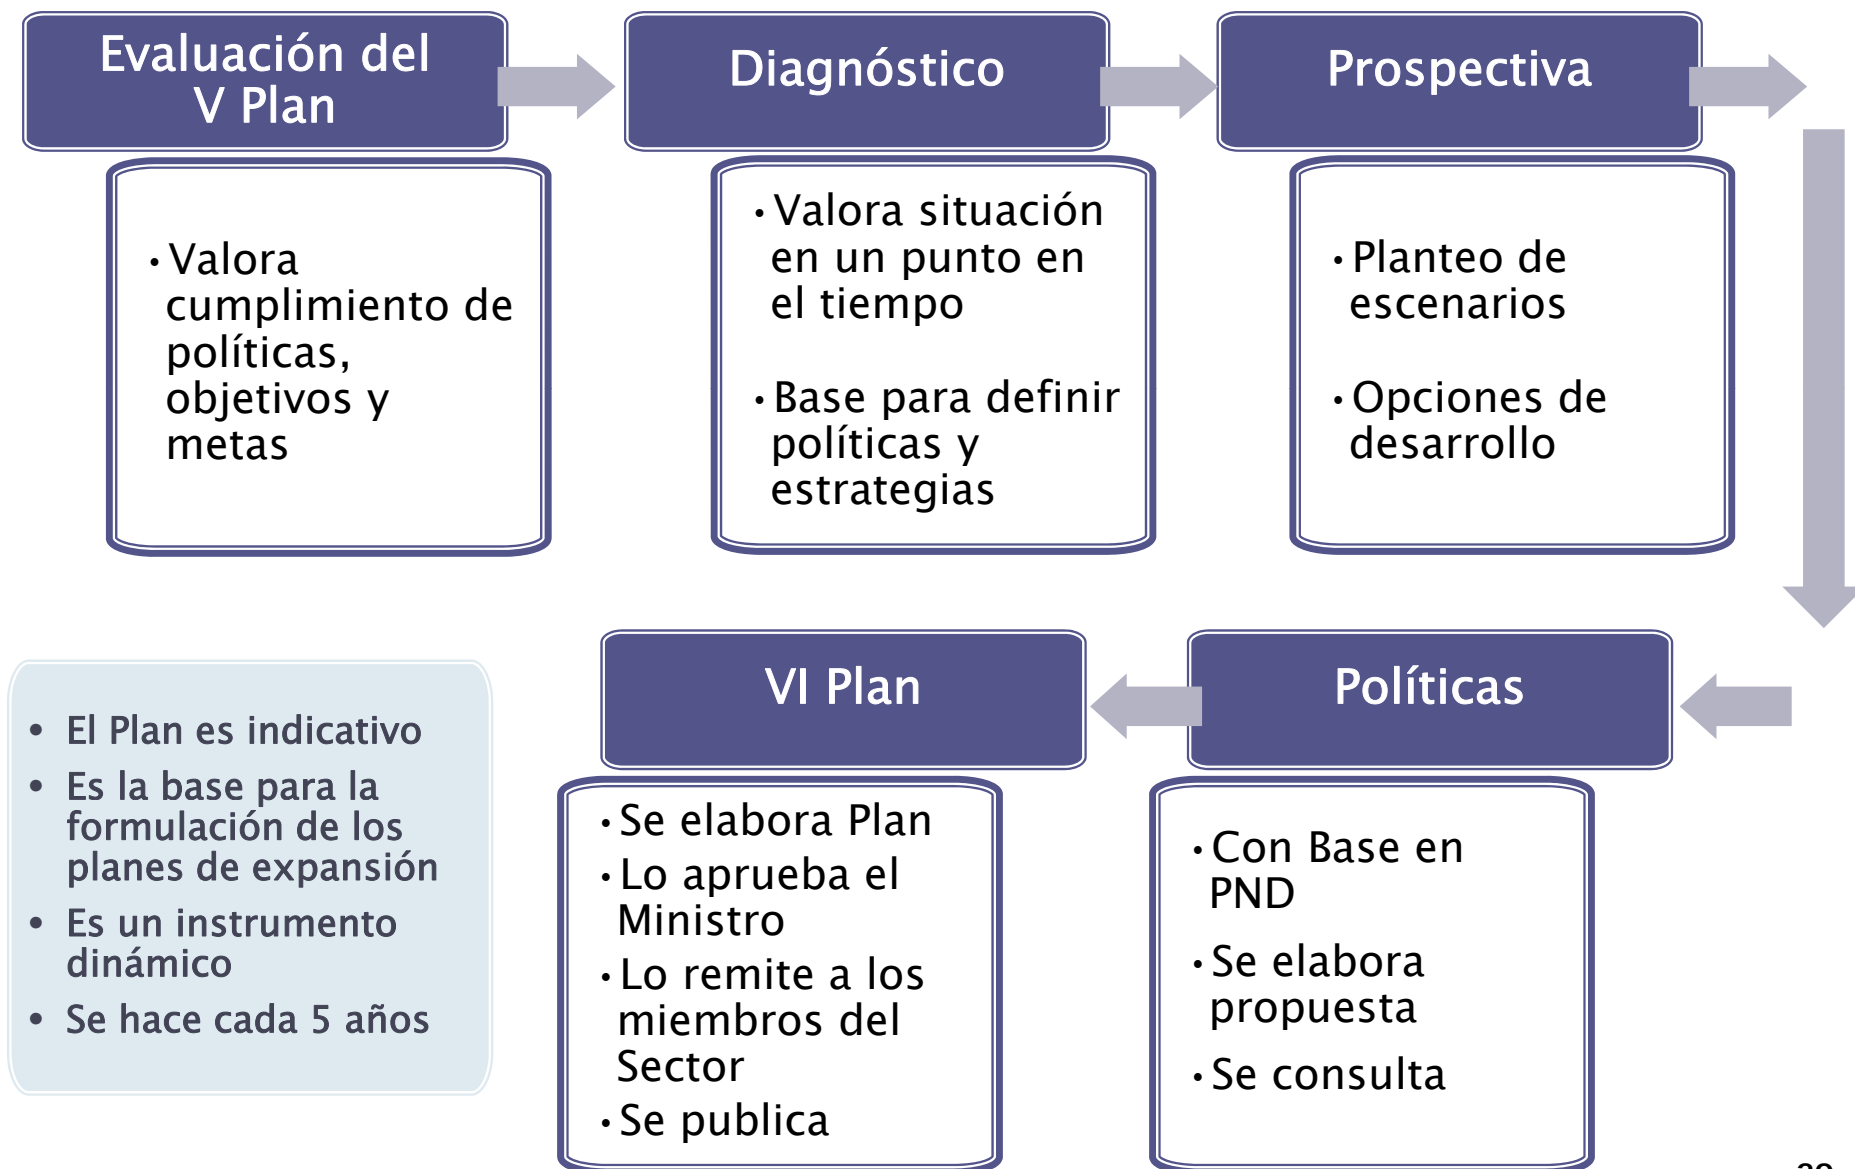 Evaluación del
V Plan
• Valora
cumplimiento de
políticas,
objetivos y
metas
Diagnóstico
• Valora situación
en un punto en
el tiempo
• Base para definir
políticas y
estrategias
Prospectiva
• Planteo de
escenarios
• Opciones de
desarrollo
Políticas
• Con Base en
PND
• Se elabora
propuesta
• Se consulta
VI Plan
• Se elabora Plan
• Lo aprueba el
Ministro
• Lo remite a los
miembros del
Sector
• Se publica
• El Plan es indicativo
• Es la base para la
formulación de los
planes de expansión
• Es un instrumento
dinámico
• Se hace cada 5 años